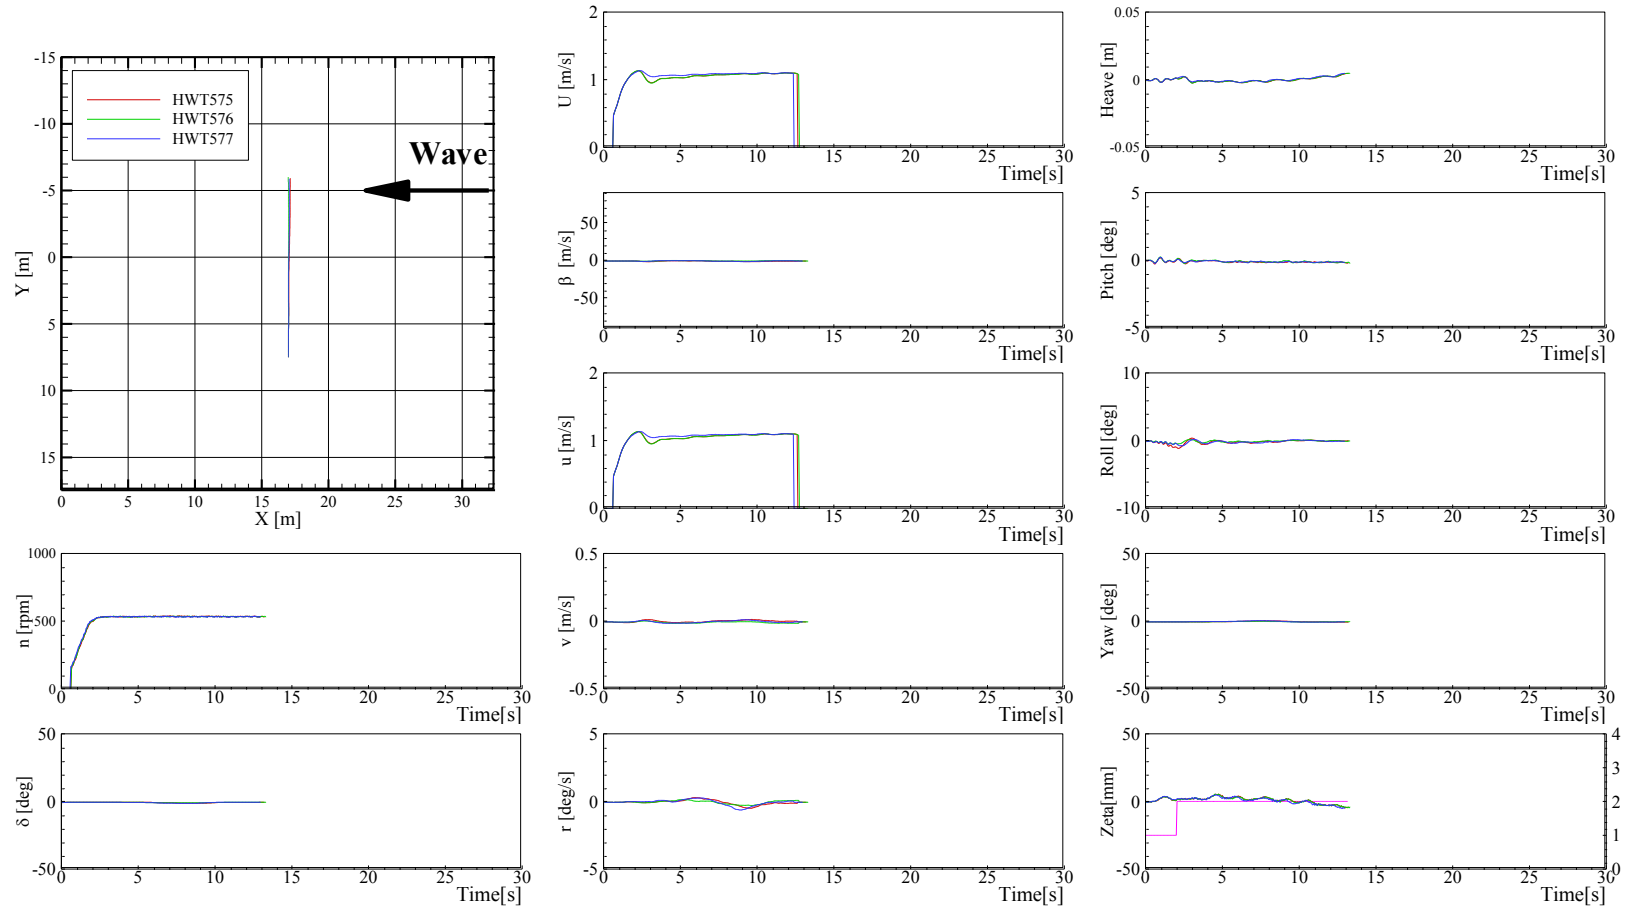 -15
-10
-5
0
5
10
15
Y [m]
HWT575
HWT576
HWT577
Wave
0 5 10 15 20 25 30
X [m]
2
1
0
U [m/s]
0 5 10 15 20 25 30
Time[s]
0.05
0
-0.05
Heave [m]
0 5 10 15 20 25 30
Time[s]
50
0
-50
β [m/s]
0 5 10 15 20 25 30
Time[s]
5
0
-5
Pitch [deg]
0 5 10 15 20 25 30
Time[s]
2
1
0
u [m/s]
0 5 10 15 20 25 30
Time[s]
10
0
-10
Roll [deg]
0 5 10 15 20 25 30
Time[s]
1000
500
0
n [rpm]
0 5 10 15 20 25 30
Time[s]
0.5
0
-0.5
v [m/s]
0 5 10 15 20 25 30
Time[s]
50
0
-50
Yaw [deg]
0 5 10 15 20 25 30
Time[s]
50
0
-50
δ [deg]
0 5 10 15 20 25 30
Time[s]
5
0
-5
r [deg/s]
0 5 10 15 20 25 30
Time[s]
50
0
-50
Zeta[mm]
4
3
2
1
0
0 5 10 15 20 25 30
Time[s]